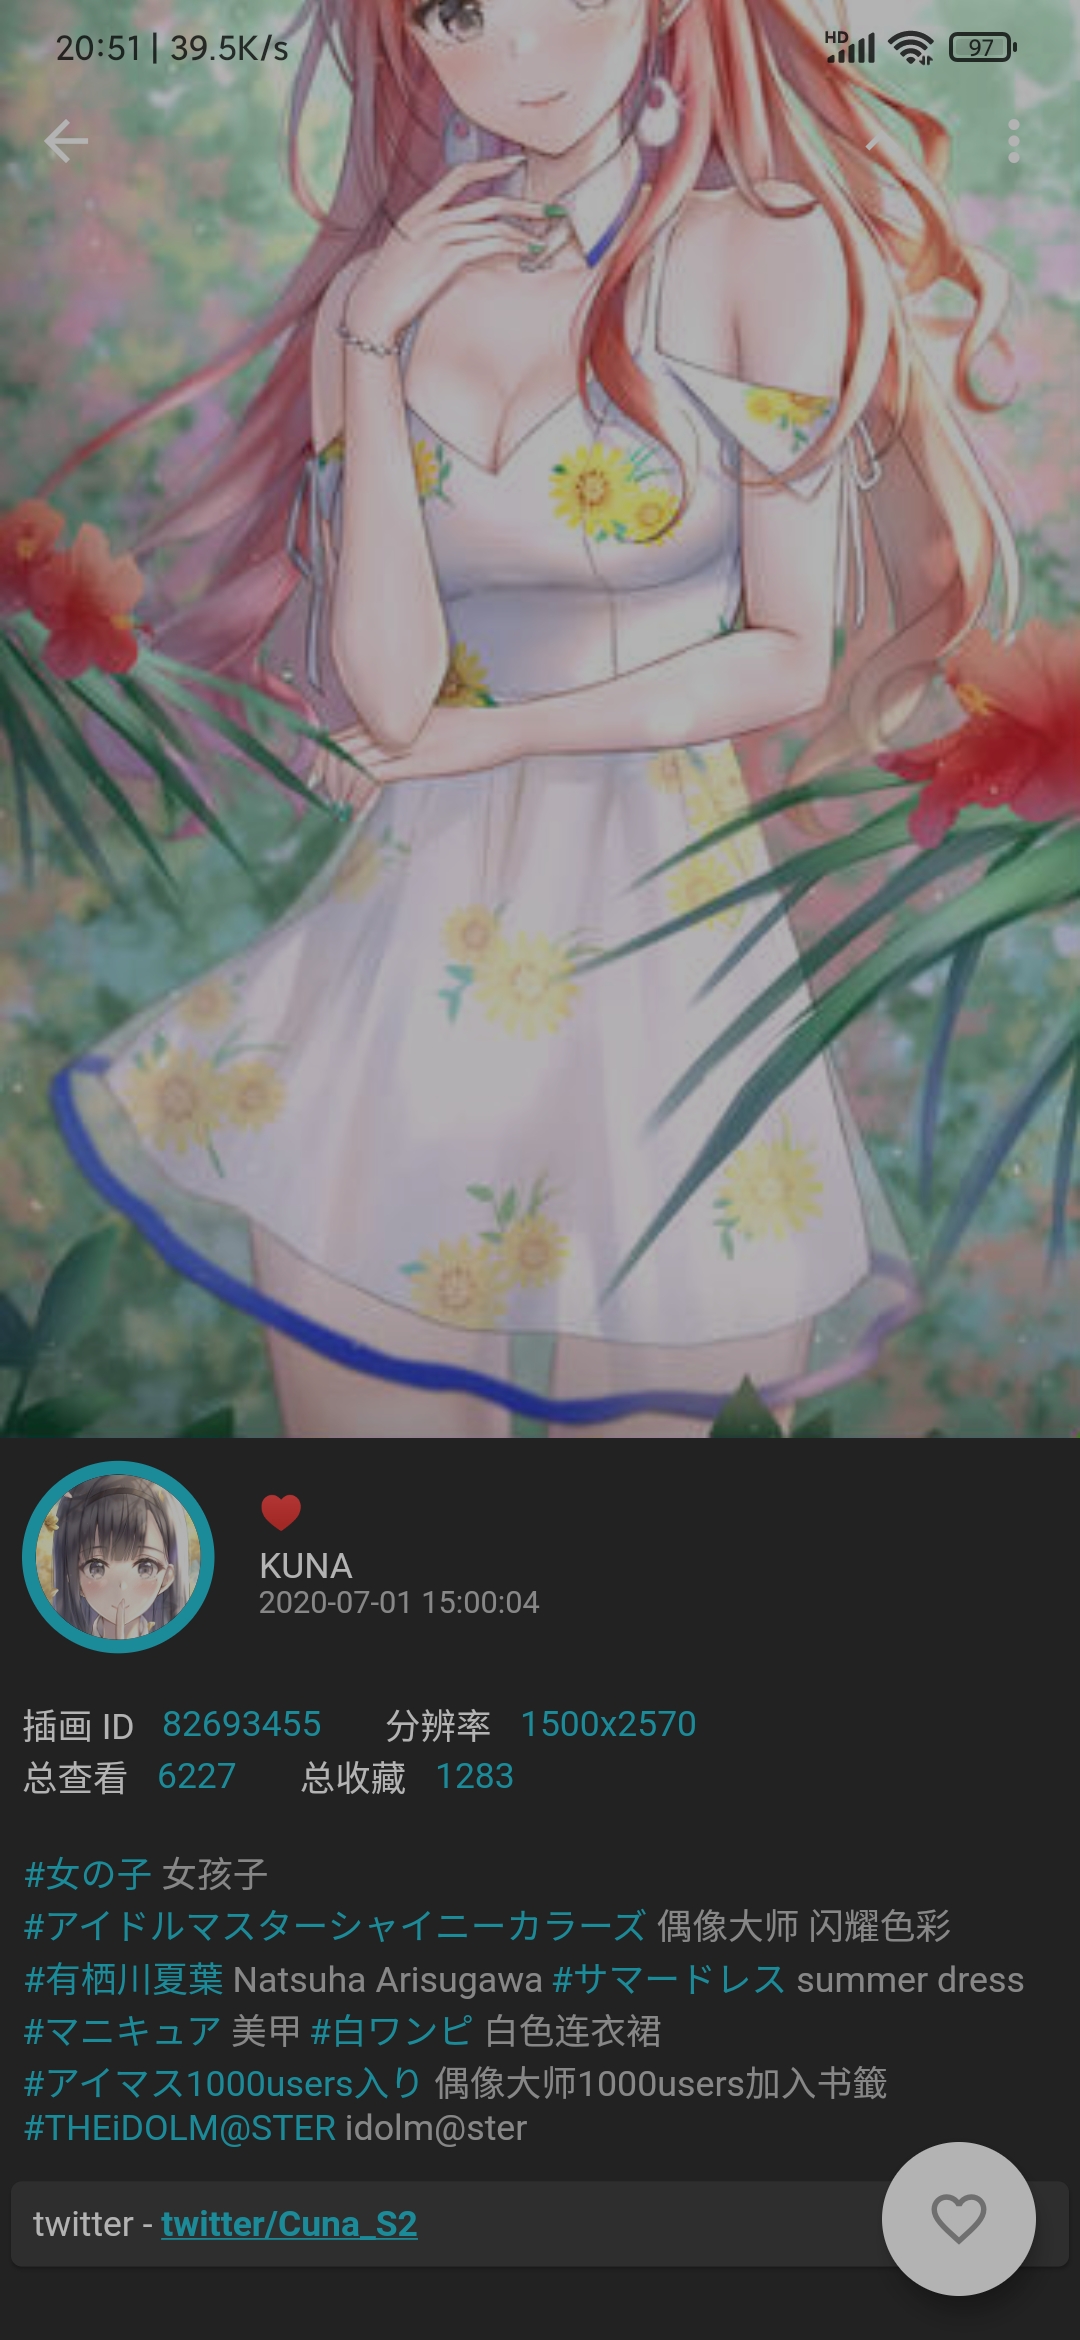 20:51 | 39.5K/s HD 97
❤️
KUNA
2020-07-01 15:00:04
插画 ID 82693455 分辨率 1500x2570
总查看 6227 总收藏 1283
#女の子 女孩子
#アイドルマスターシャイニーカラーズ 偶像大师 闪耀色彩
#有栖川夏葉 Natsuha Arisugawa #サマードレス summer dress
#マニキュア 美甲 #白ワンピ 白色连衣裙
#アイマス1000users入り 偶像大师1000users加入书籤
#THEiDOLM@STER idolm@ster
twitter - twitter/Cuna_S2